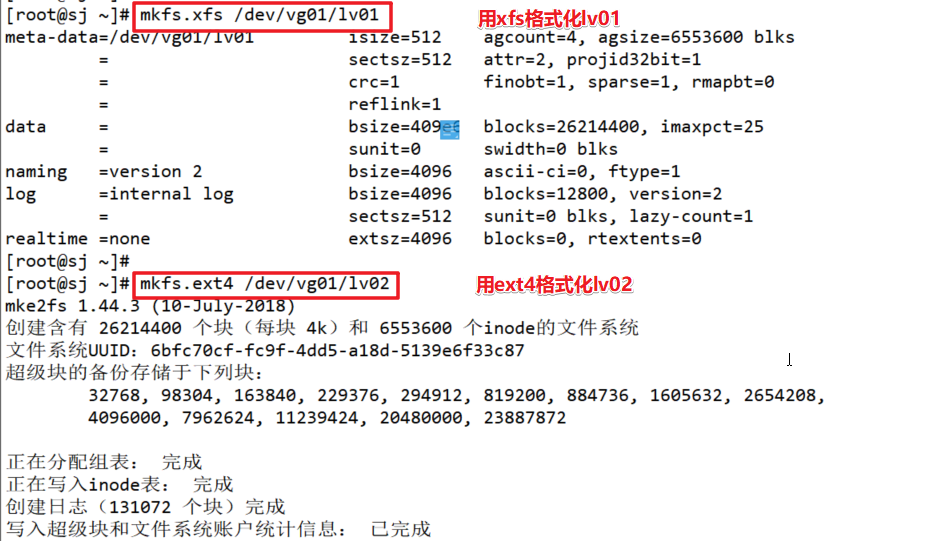 [root@sj ~]# mkfs.xfs /dev/vg01/lv01 用xfs格式化lv01
meta-data=/dev/vg01/lv01 isize=512 agcount=4, agsize=6553600 blks
= sectsz=512 attr=2, projid32bit=1
= crc=1 finobt=1, sparse=1, rmapbt=0
= reflink=1
data = blocks=26214400, imaxpct=25
= sunit=0 swidth=0 blks
naming =version 2 bsize=4096 ascii-ci=0, ftype=1
log =internal log bsize=4096 blocks=12800, version=2
= sectsz=512 sunit=0 blks, lazy-count=1
realtime =none extsz=4096 blocks=0, rtextents=0
[root@sj ~]#
[root@sj ~]# mkfs.ext4 /dev/vg01/lv02 用ext4格式化lv02
mke2fs 1.44.3 (10-July-2018)
创建含有 26214400 个块（每块 4k）和 6553600 个inode的文件系统
文件系统UUID：6bfc70cf-fc9f-4dd5-a18d-5139e6f33c87
超级块的备份存储于下列块：
32768, 98304, 163840, 229376, 294912, 819200, 884736, 1605632, 2654208,
4096000, 7962624, 11239424, 20480000, 23887872
正在分配组表： 完成
正在写入inode表： 完成
创建日志（131072 个块）完成
写入超级块和文件系统账户统计信息： 已完成